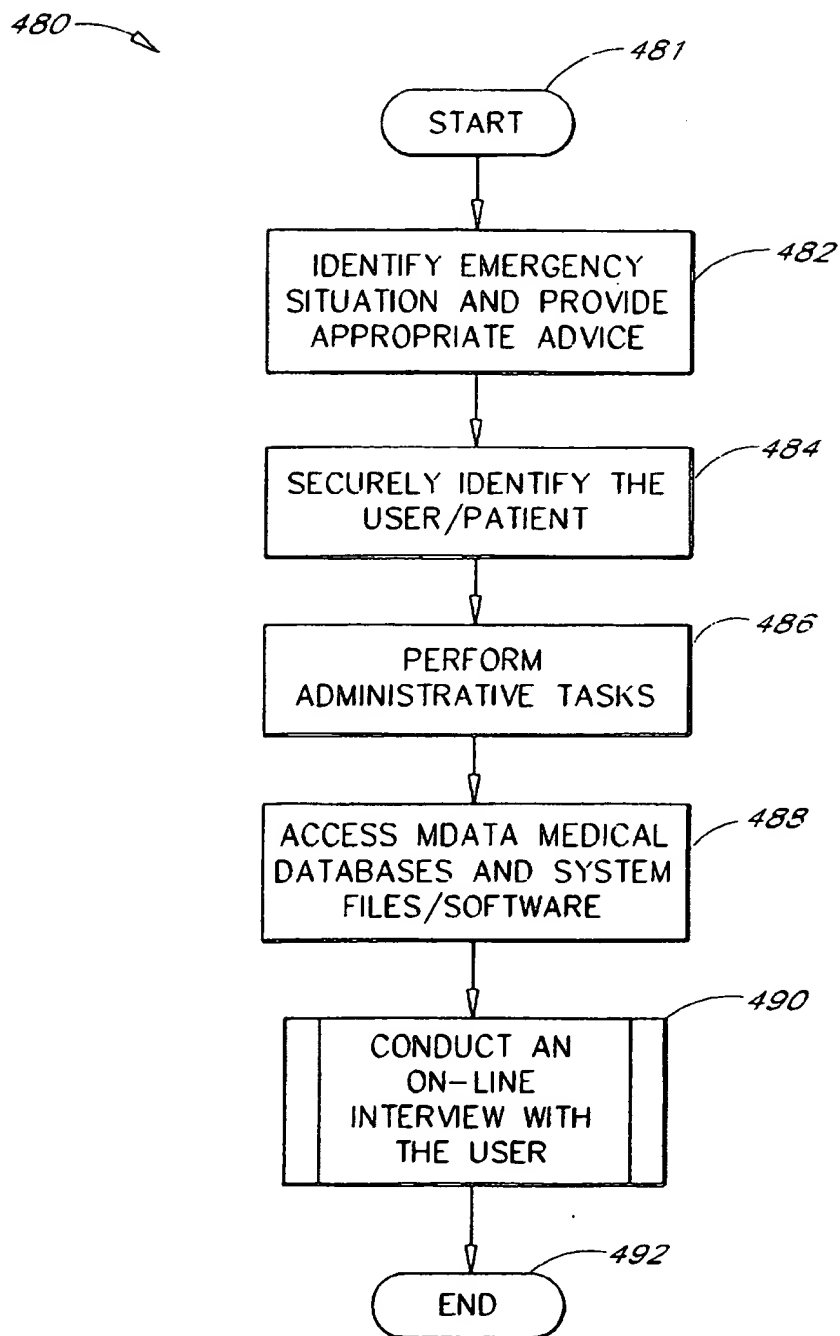 480
481
START
482
IDENTIFY EMERGENCY
SITUATION AND PROVIDE
APPROPRIATE ADVICE
484
SECURELY IDENTIFY THE
USER/PATIENT
486
PERFORM
ADMINISTRATIVE TASKS
488
ACCESS MDATA MEDICAL
DATABASES AND SYSTEM
FILES/SOFTWARE
490
CONDUCT AN
ON-LINE
INTERVIEW WITH
THE USER
492
END